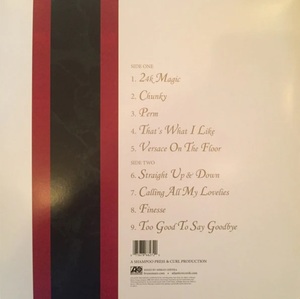 SIDE ONE
1. 24k Magic
2. Chunky
3. Perm
4. That's What I Like
5. Versace On The Floor
SIDE TWO
6. Straight Up & Down
7. Calling All My Lovelies
8. Finesse
9. Too Good To Say Goodbye
A SHAMPOO PRESS & CURL PRODUCTION